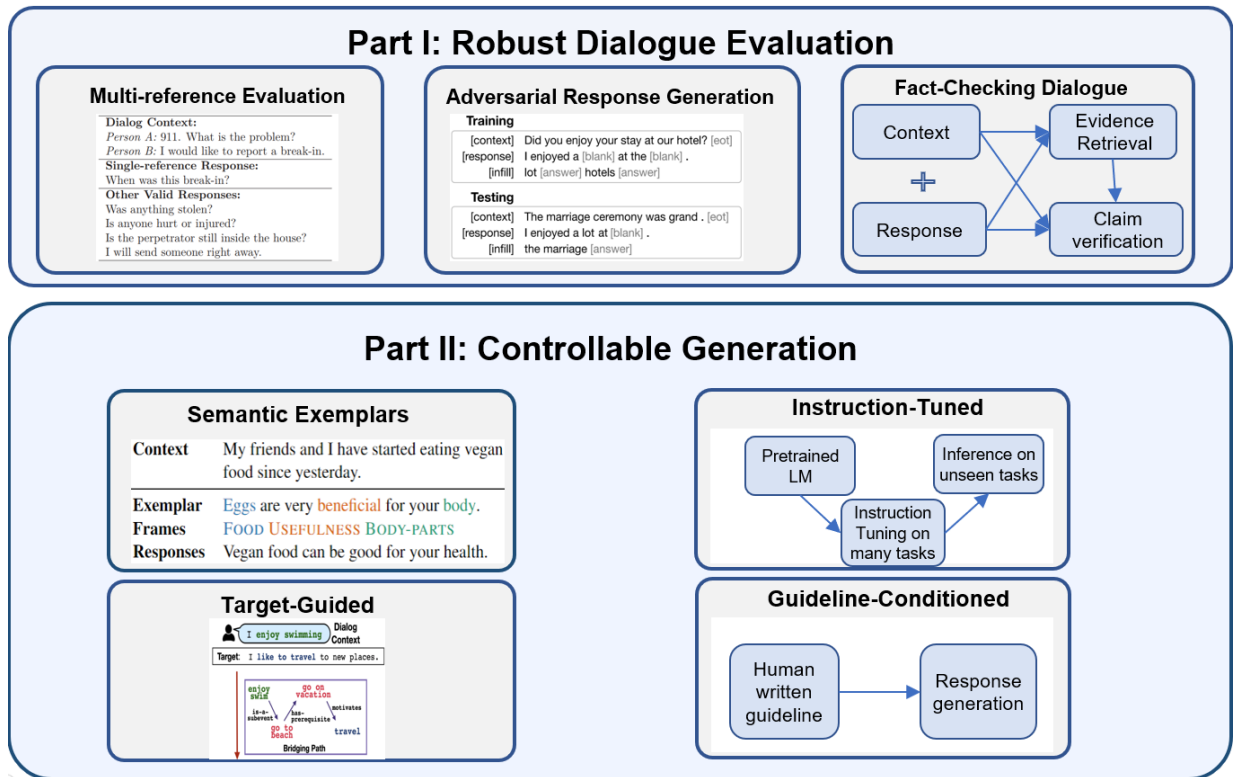 Part I: Robust Dialogue Evaluation
Multi-reference Evaluation
Dialog Context:
Person A: 911. What is the problem?
Person B: I would like to report a break-in.
Single-reference Response:
When was this break-in?
Other Valid Responses:
Was anything stolen?
Is anyone hurt or injured?
Is the perpetrator still inside the house?
I will send someone right away.
Adversarial Response Generation
Training
[context] Did you enjoy your stay at our hotel? [eot]
[response] I enjoyed a [blank] at the [blank] .
[infill] lot [answer] hotels [answer]
Testing
[context] The marriage ceremony was grand . [eot]
[response] I enjoyed a lot at [blank] .
[infill] the marriage [answer]
Fact-Checking Dialogue
Context
Evidence
Retrieval
+
Response
Claim
verification
Part II: Controllable Generation
Semantic Exemplars
Context My friends and I have started eating vegan
food since yesterday.
Exemplar Eggs are very beneficial for your body.
Frames FOOD USEFULNESS BODY-PARTS
Responses Vegan food can be good for your health.
Instruction-Tuned
Pretrained
LM
Inference on
unseen tasks
Instruction
Tuning on
many tasks
Target-Guided
I enjoy swimming
Dialog
Context
Target: I like to travel to new places.
enjoy
swim
go on
vacation
is-a-
subevent
has-
prerequisite
motivates
go to
beach
travel
Bridging Path
Guideline-Conditioned
Human
written
guideline
Response
generation